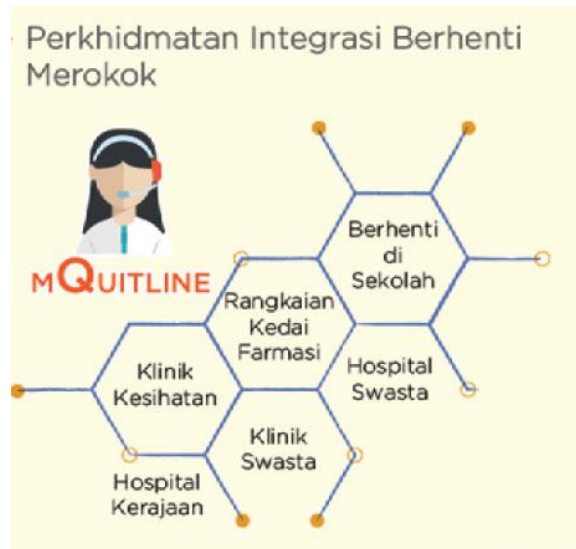 Perkhidmatan Integrasi Berhenti
Merokok
Berhenti
di
Sekolah
MQUITLINE
Rangkaian
Kedai
Farmasi
Hospital
Swasta
Klinik
Kesihatan
Klinik
Swasta
Hospital
Kerajaan